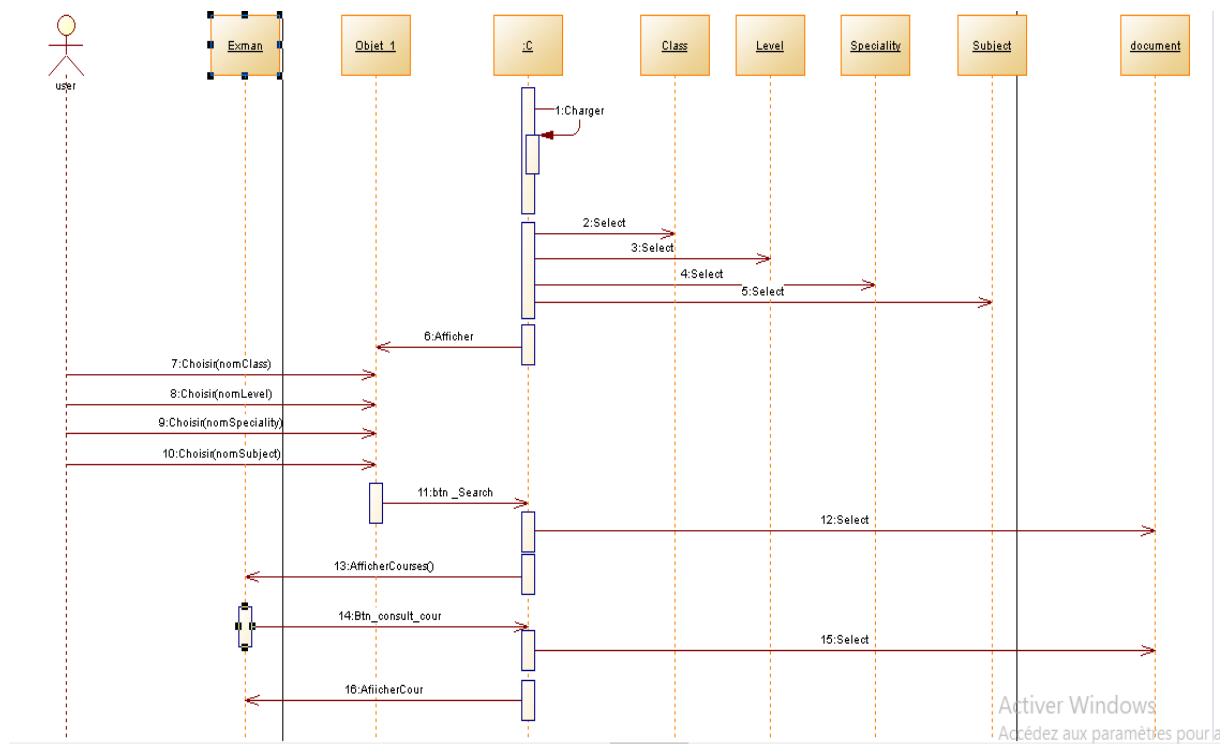 Exman
Objet_1
:C
Class
Level
Speciality
Subject
document
user
1:Charger
2:Select
3:Select
4:Select
5:Select
6:Afficher
7:Choisir(nomClass)
8:Choisir(nomLevel)
9:Choisir(nomSpeciality)
10:Choisir(nomSubject)
11:btn _Search
12:Select
13:AfficherCourses()
14:Btn_consult_cour
15:Select
16:AfiicherCour
Activer Windows
Accédez aux paramètres pour a